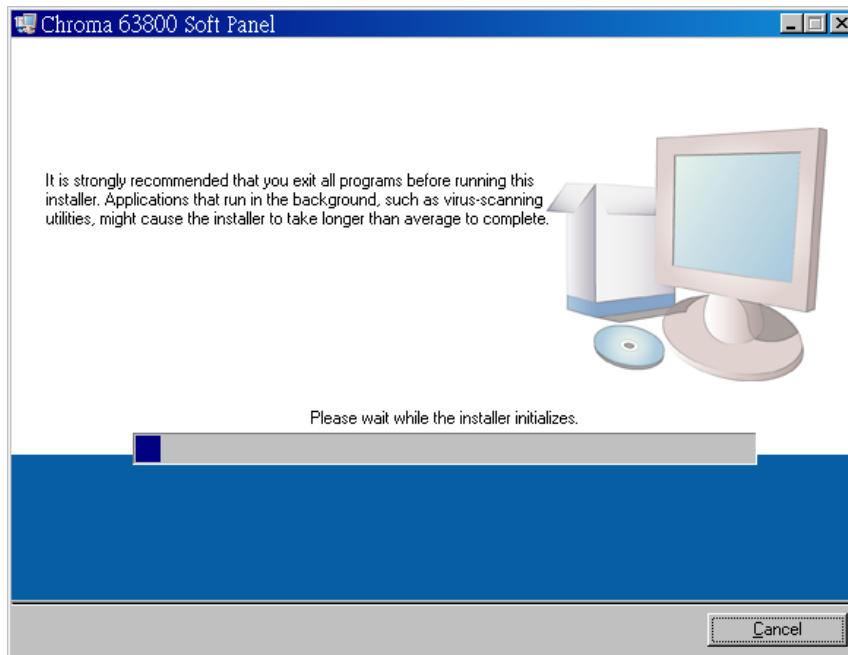 Chroma 63800 Soft Panel
It is strongly recommended that you exit all programs before running this
installer. Applications that run in the background, such as virus-scanning
utilities, might cause the installer to take longer than average to complete.
Please wait while the installer initializes.
Cancel